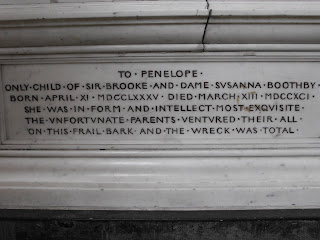 TO · PENELOPE ·
ONLY · CHILD · OF · SIR · BROOKE · AND · DAME · SVSANNA · BOOTHBY
BORN · APRIL · XI · MDCCLXXXV · DIED · MARCH · XIII · MDCCXCI ·
SHE · WAS · IN · FORM · AND · INTELLECT · MOST · EXQVISITE ·
THE · VNFORTVNATE · PARENTS · VENTVRED · THEIR · ALL
ON · THIS · FRAIL · BARK · AND · THE · WRECK · WAS · TOTAL ·